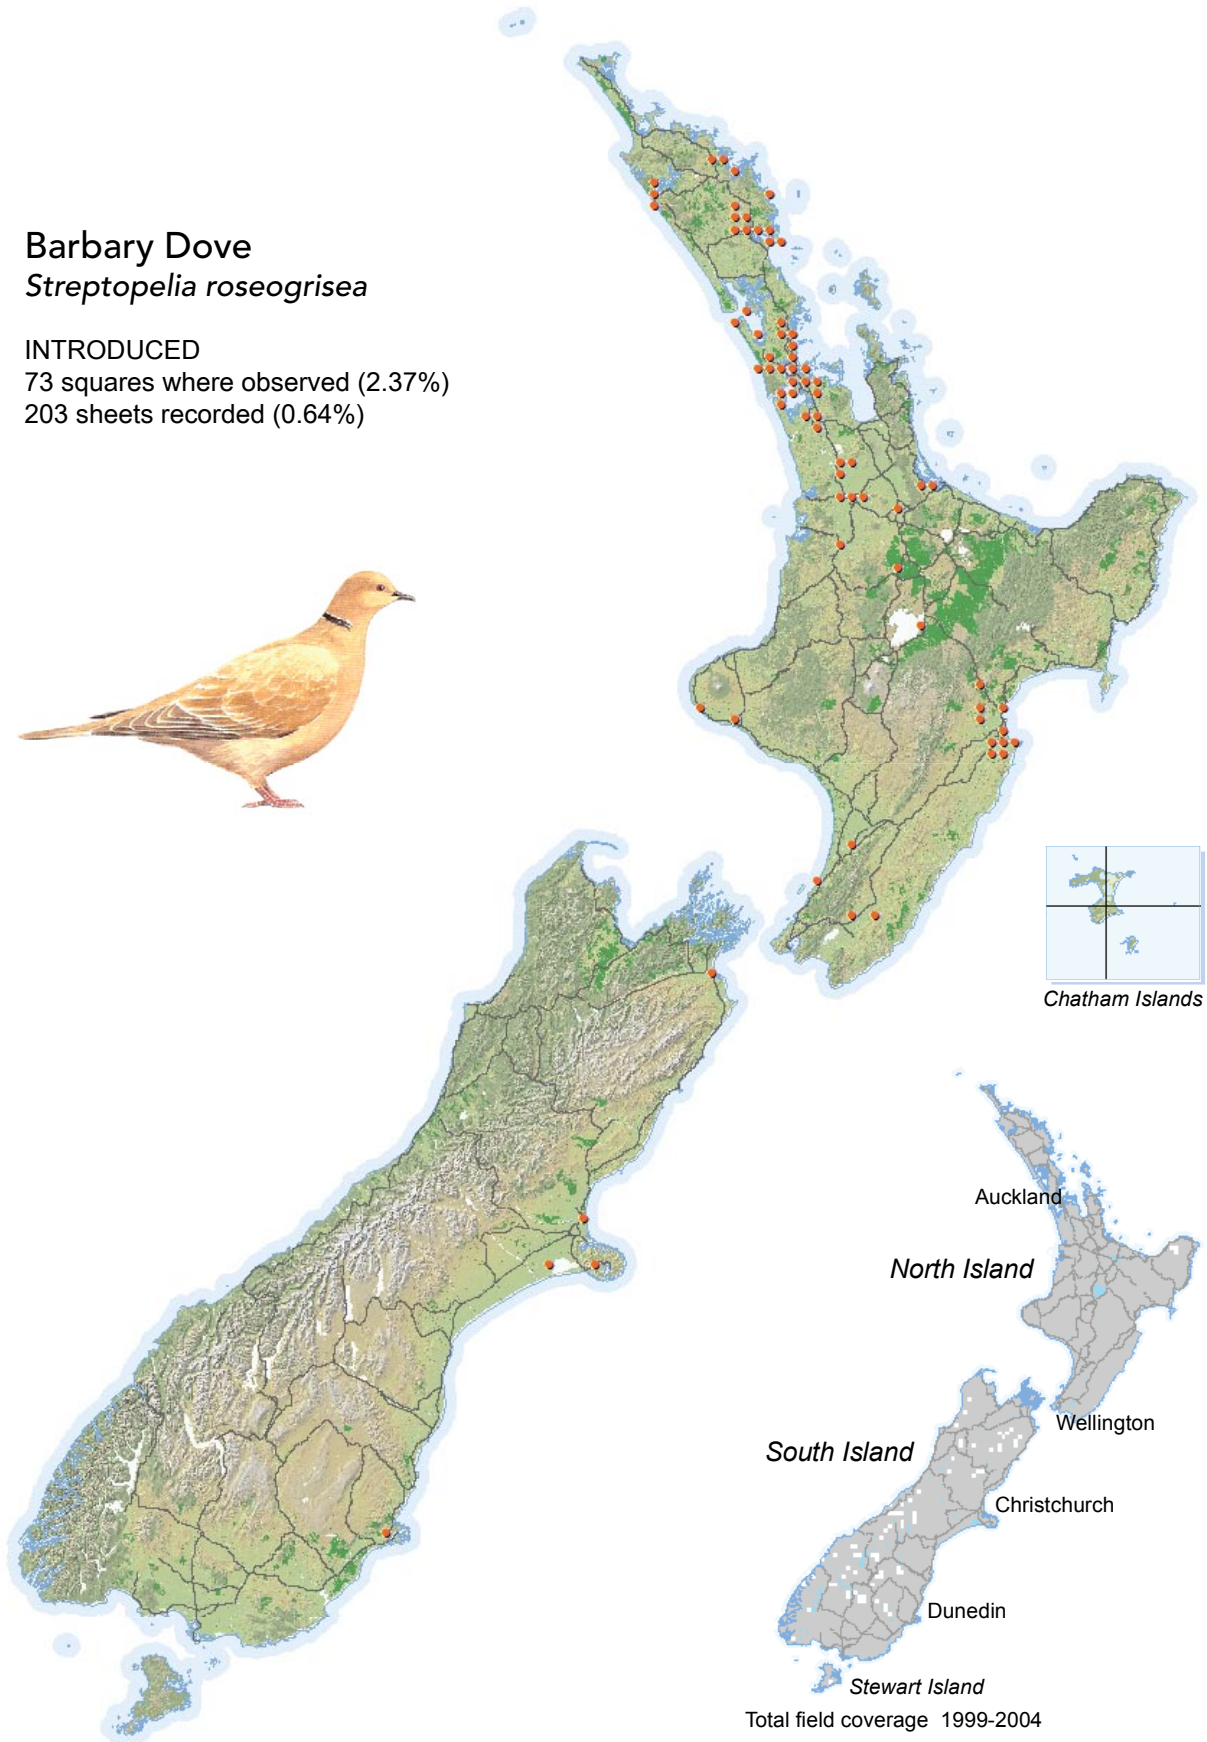 Barbary Dove
Streptopelia roseogrisea
INTRODUCED
73 squares where observed (2.37%)
203 sheets recorded (0.64%)
Chatham Islands
Auckland
North Island
Wellington
South Island
Christchurch
Dunedin
Stewart Island
Total field coverage 1999-2004